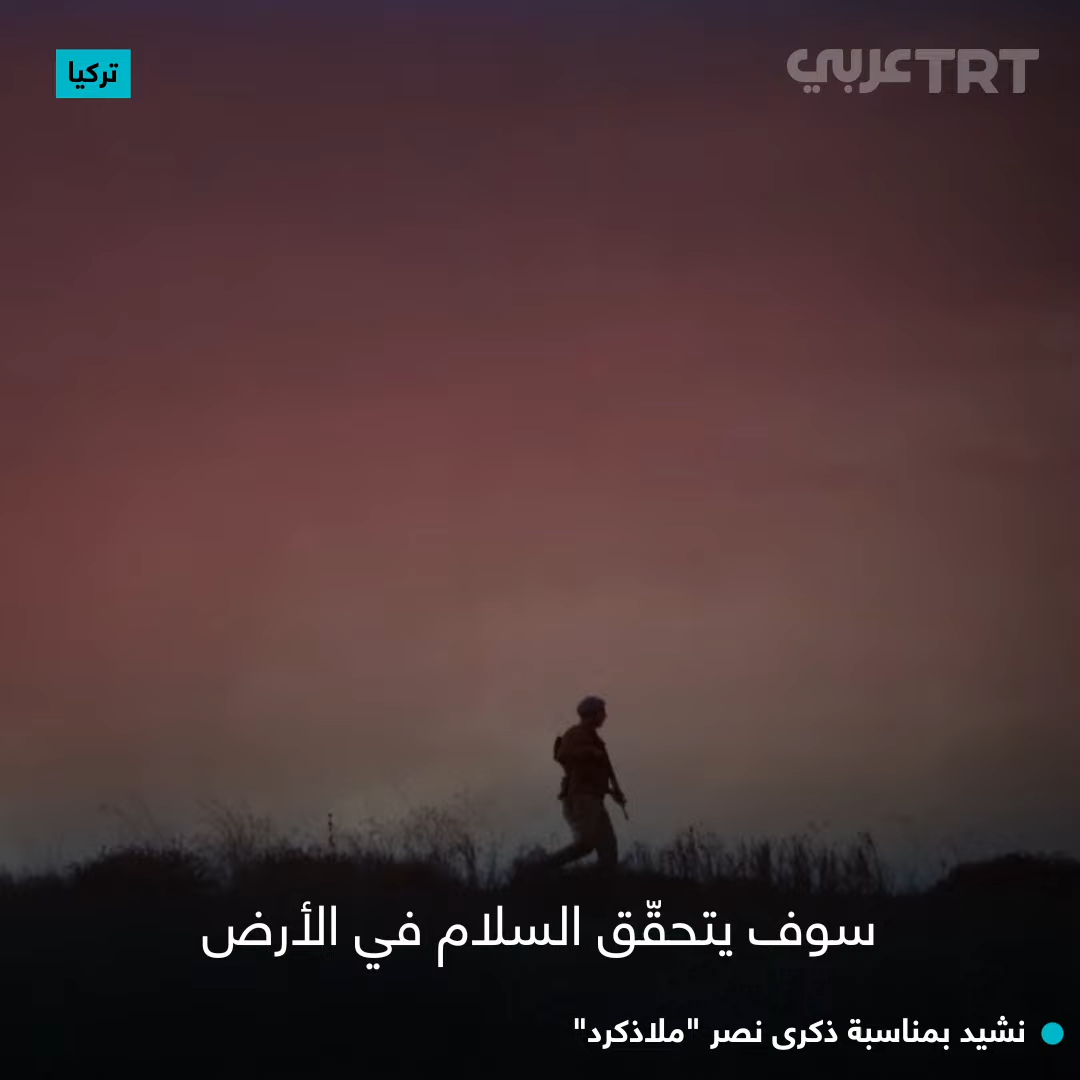 TRT عربي
تركيا
سوف يتحقّق السلام في الأرض
نشيد بمناسبة ذكرى نصر "ملاذكرد"